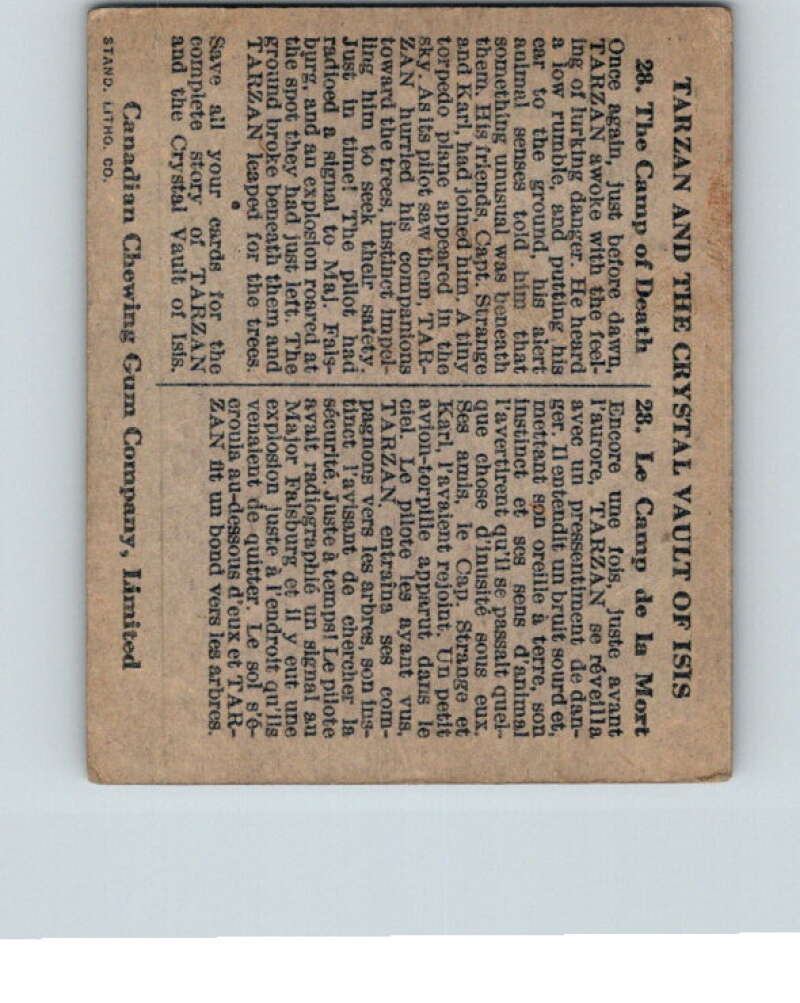 TARZAN AND THE CRYSTAL VAULT OF ISIS
28. The Camp of Death
Once again, just before dawn,
TARZAN awoke with the feel-
ing of lurking danger. He heard
a low rumble, and putting his
ear to the ground, his alert
animal senses told him that
something unusual was beneath
them. His friends, Capt. Strange
and Karl, had joined him. A tiny
torpedo plane appeared in the
sky. As its pilot saw them, TAR-
ZAN hurried his companions
toward the trees, instinct impel-
ling him to seek their safety.
Just in time! The pilot had
radioed a signal to Maj. Fals-
burg, and an explosion roared at
the spot they had just left. The
ground broke beneath them and
TARZAN leaped for the trees.
Save all your cards for the
complete story of TARZAN
and the Crystal Vault of Isis.
28. Le Camp de la Mort
Encore une fois, juste avant
l'aurore, TARZAN se réveilla
avec un pressentiment de dan-
ger. Il entendit un bruit sourd et,
mettant son oreille à terre, son
instinct et ses sens d'animal
l'avertirent qu'il se passait quel-
que chose d'inusité sous eux.
Ses amis, le Cap. Strange et
Karl, l'avaient rejoint. Un petit
avion-torpille apparut dans le
ciel. Le pilote les ayant vus,
TARZAN, entraîna ses com-
pagnons vers les arbres, son ins-
tinct l'avisant de chercher la
sécurité. Juste à temps! Le pilote
avait radiographié un signal au
Major Falsburg et il y eut une
explosion juste à l'endroit qu'ils
venaient de quitter. Le sol s'é-
croula au-dessous d'eux et TAR-
ZAN fit un bond vers les arbres.
Canadian Chewing Gum Company, Limited
STAND. LITHO. CO.